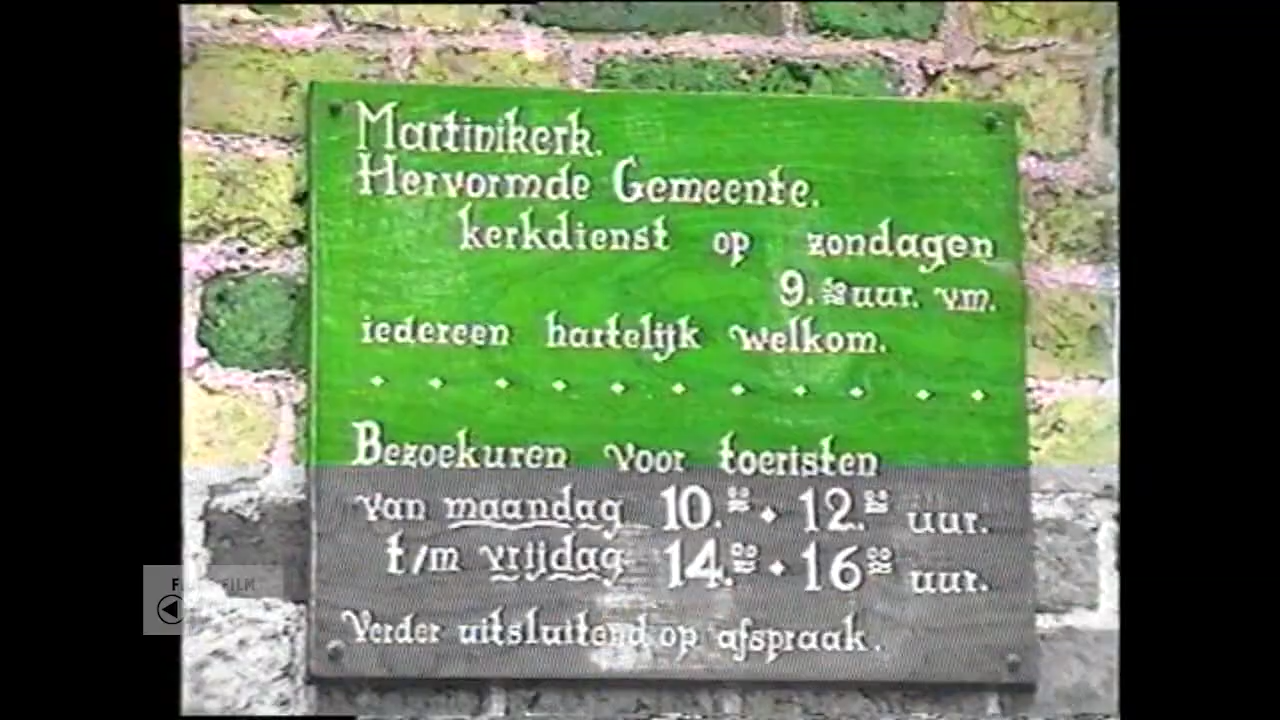 Martinikerk.
Hervormde Gemeente.
kerkdienst op zondagen
9.00 uur. v.m.
iedereen hartelijk welkom.
Bezoekuren voor toeristen
van maandag 10.00 · 12.00 uur.
t/m vrijdag 14.00 · 16.00 uur.
Verder uitsluitend op afspraak.
FILM